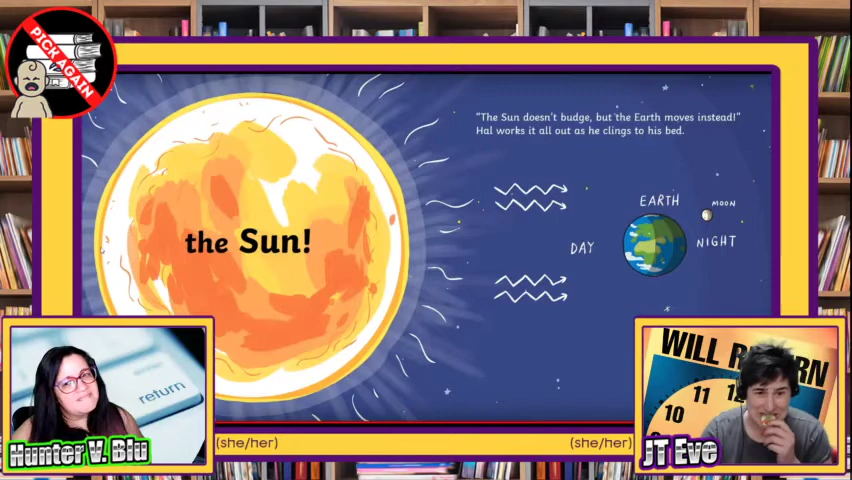 PICK AGAIN
"The Sun doesn't budge, but the Earth moves instead!"
Hal works it all out as he clings to his bed.
the Sun!
EARTH
MOON
DAY
NIGHT
return
WILL
11
10
Hunter V. Blu
(she/her)
(she/her)
JT Eve